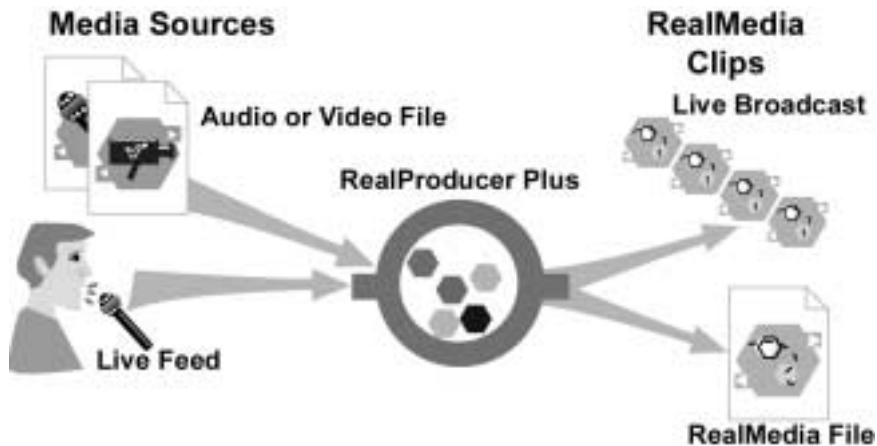 Media Sources
RealMedia
Clips
Audio or Video File
Live Broadcast
RealProducer Plus
Live Feed
RealMedia File